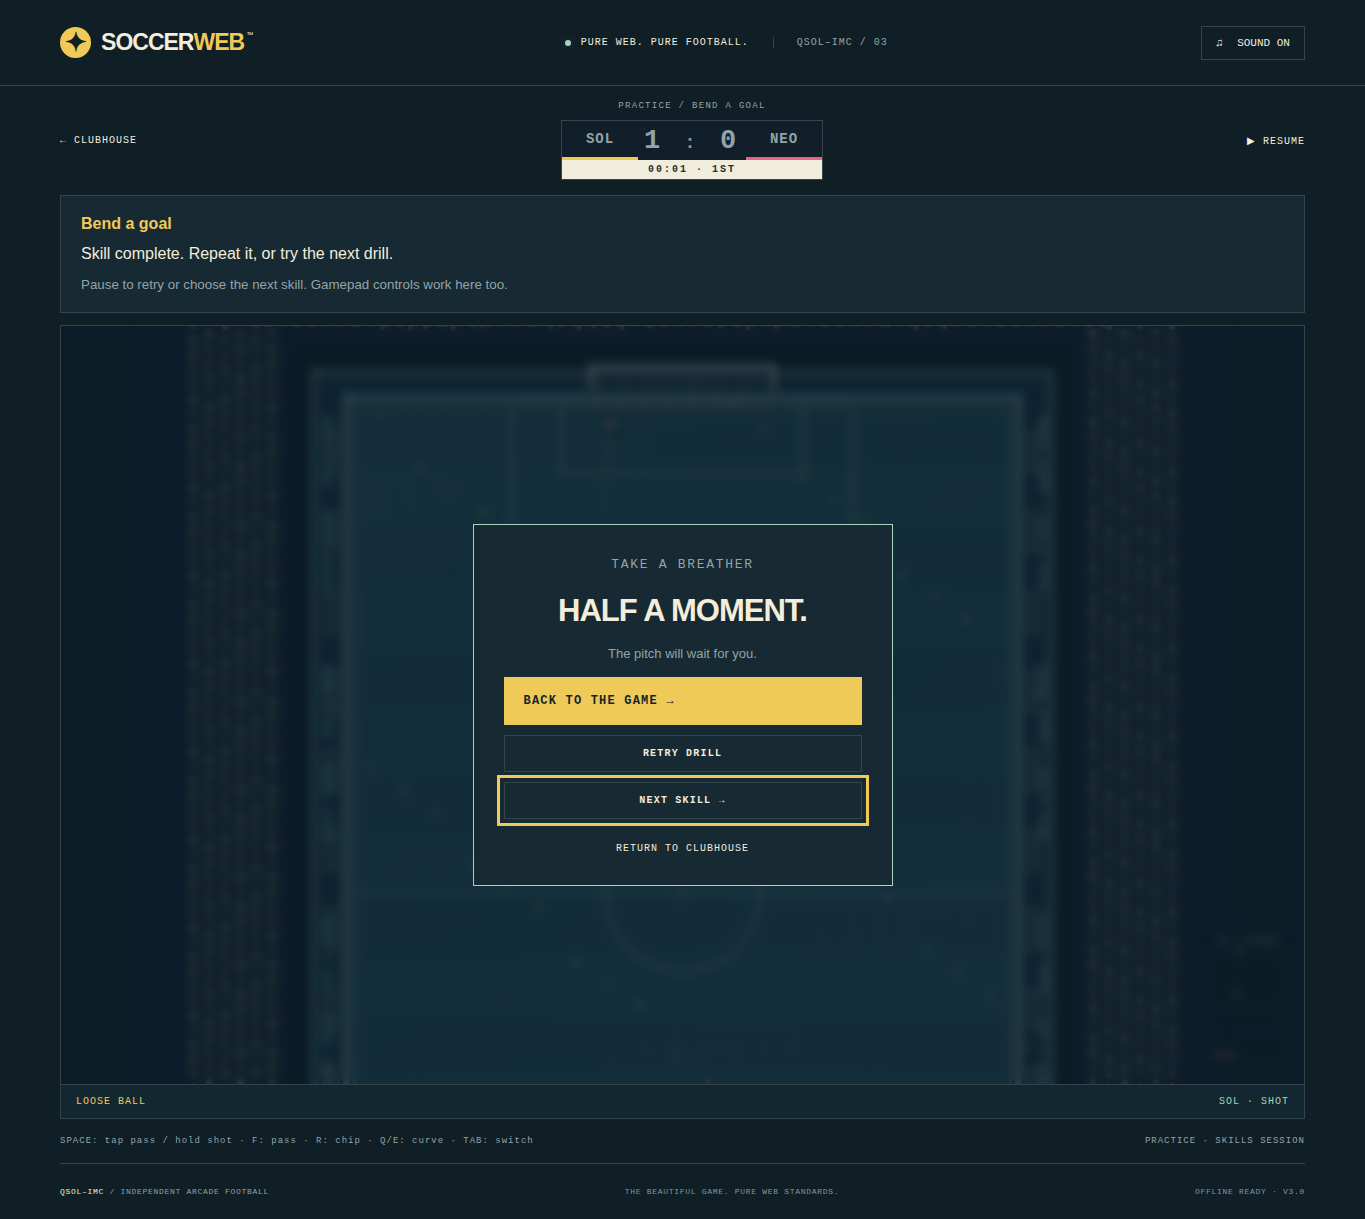 SOCCERWEB™
PURE WEB. PURE FOOTBALL.
QSOL–IMC / 03
♫ SOUND ON
PRACTICE / BEND A GOAL
← CLUBHOUSE
SOL 1 : 0 NEO
00:01 · 1ST
▶ RESUME
Bend a goal
Skill complete. Repeat it, or try the next drill.
Pause to retry or choose the next skill. Gamepad controls work here too.
TAKE A BREATHER
HALF A MOMENT.
The pitch will wait for you.
BACK TO THE GAME →
RETRY DRILL
NEXT SKILL →
RETURN TO CLUBHOUSE
LOOSE BALL
SOL · SHOT
SPACE: tap pass / hold shot · F: pass · R: chip · Q/E: curve · TAB: switch
PRACTICE · SKILLS SESSION
QSOL–IMC / INDEPENDENT ARCADE FOOTBALL
THE BEAUTIFUL GAME. PURE WEB STANDARDS.
OFFLINE READY · V3.0